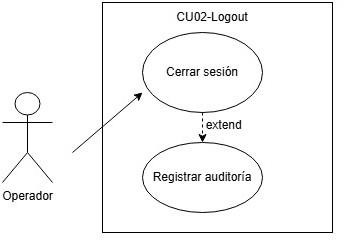 CU02-Logout
Cerrar sesión
extend
Registrar auditoría
Operador